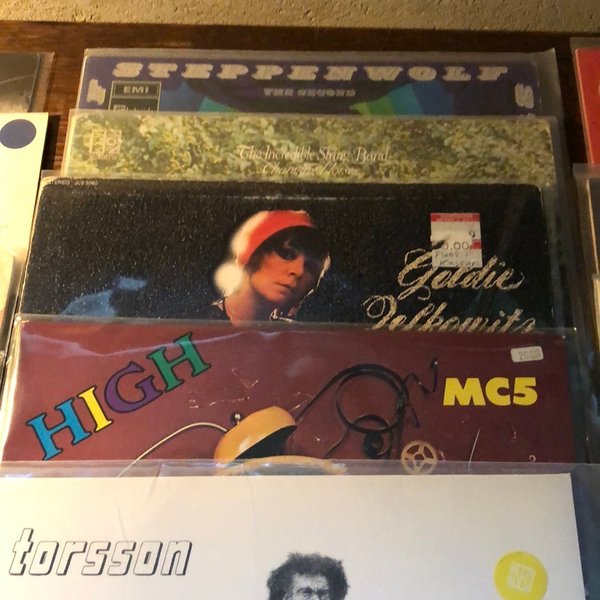 STEPPENWOLF
EMI
THE SECOND
The Incredible String Band
Changing Horses
STEREO
Goldie
Zelkowitz
HIGH
MC5
torsson